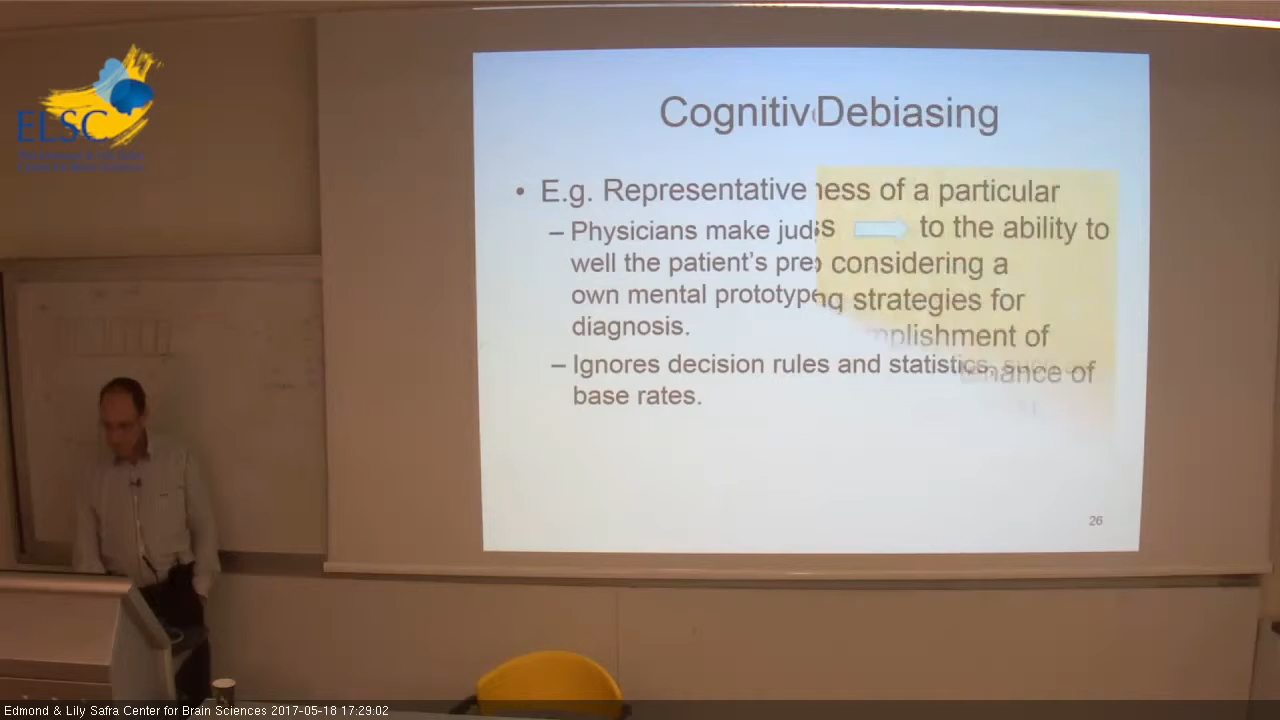 ELSC
Cognitiv Debiasing
• E.g. Representative ness of a particular
– Physicians make jud s to the ability to
well the patient's pre considering a
own mental prototype ng strategies for
diagnosis. mplishment of
– Ignores decision rules and statistics, nance of
base rates.
26
Edmond & Lily Safra Center for Brain Sciences 2017-05-18 17:29:02